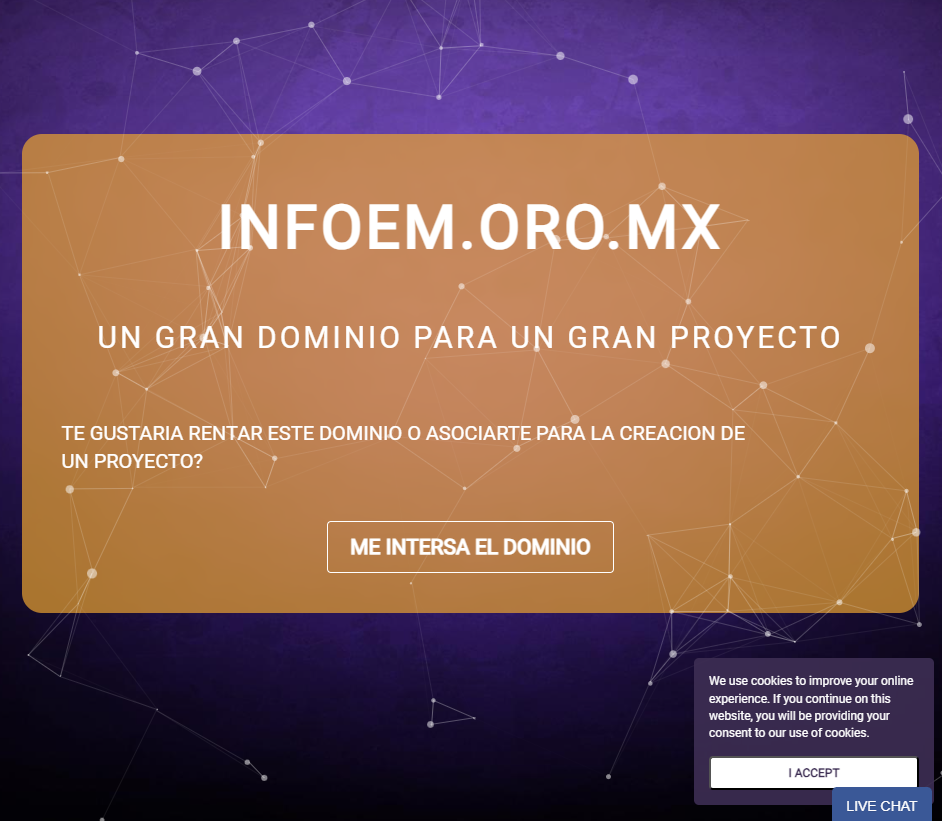 INFOEM.ORO.MX
UN GRAN DOMINIO PARA UN GRAN PROYECTO
TE GUSTARIA RENTAR ESTE DOMINIO O ASOCIARTE PARA LA CREACION DE
UN PROYECTO?
ME INTERSA EL DOMINIO
We use cookies to improve your online
experience. If you continue on this
website, you will be providing your
consent to our use of cookies.
I ACCEPT
LIVE CHAT